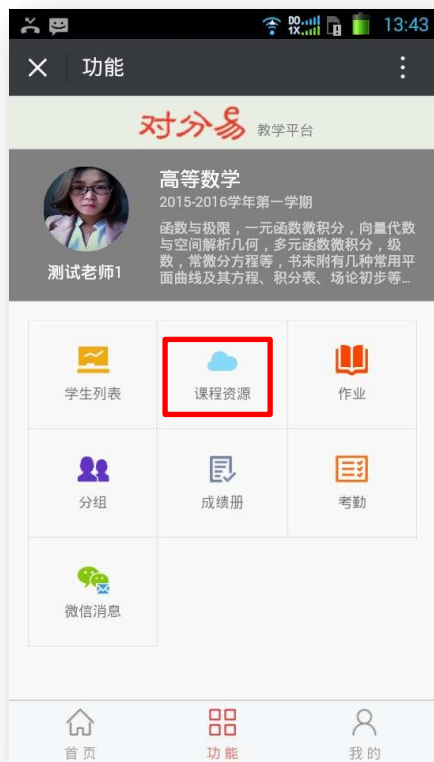 DO 1X 13:43
功能
对分易 教学平台
高等数学
2015-2016学年第一学期
函数与极限，一元函数微积分，向量代数
与空间解析几何，多元函数微积分，级
数，常微分方程等，书末附有几种常用平
面曲线及其方程、积分表、场论初步等...
测试老师1
学生列表 课程资源 作业
分组 成绩册 考勤
微信消息
首页 功能 我的